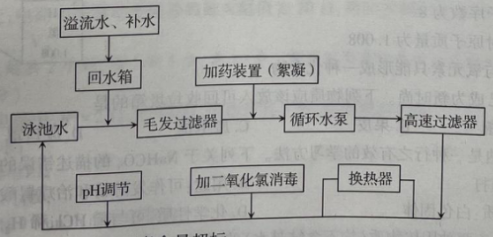 溢流水、补水
回水箱
加药装置（絮凝）
泳池水
毛发过滤器
循环水泵
高速过滤器
pH调节
加二氧化氯消毒
换热器